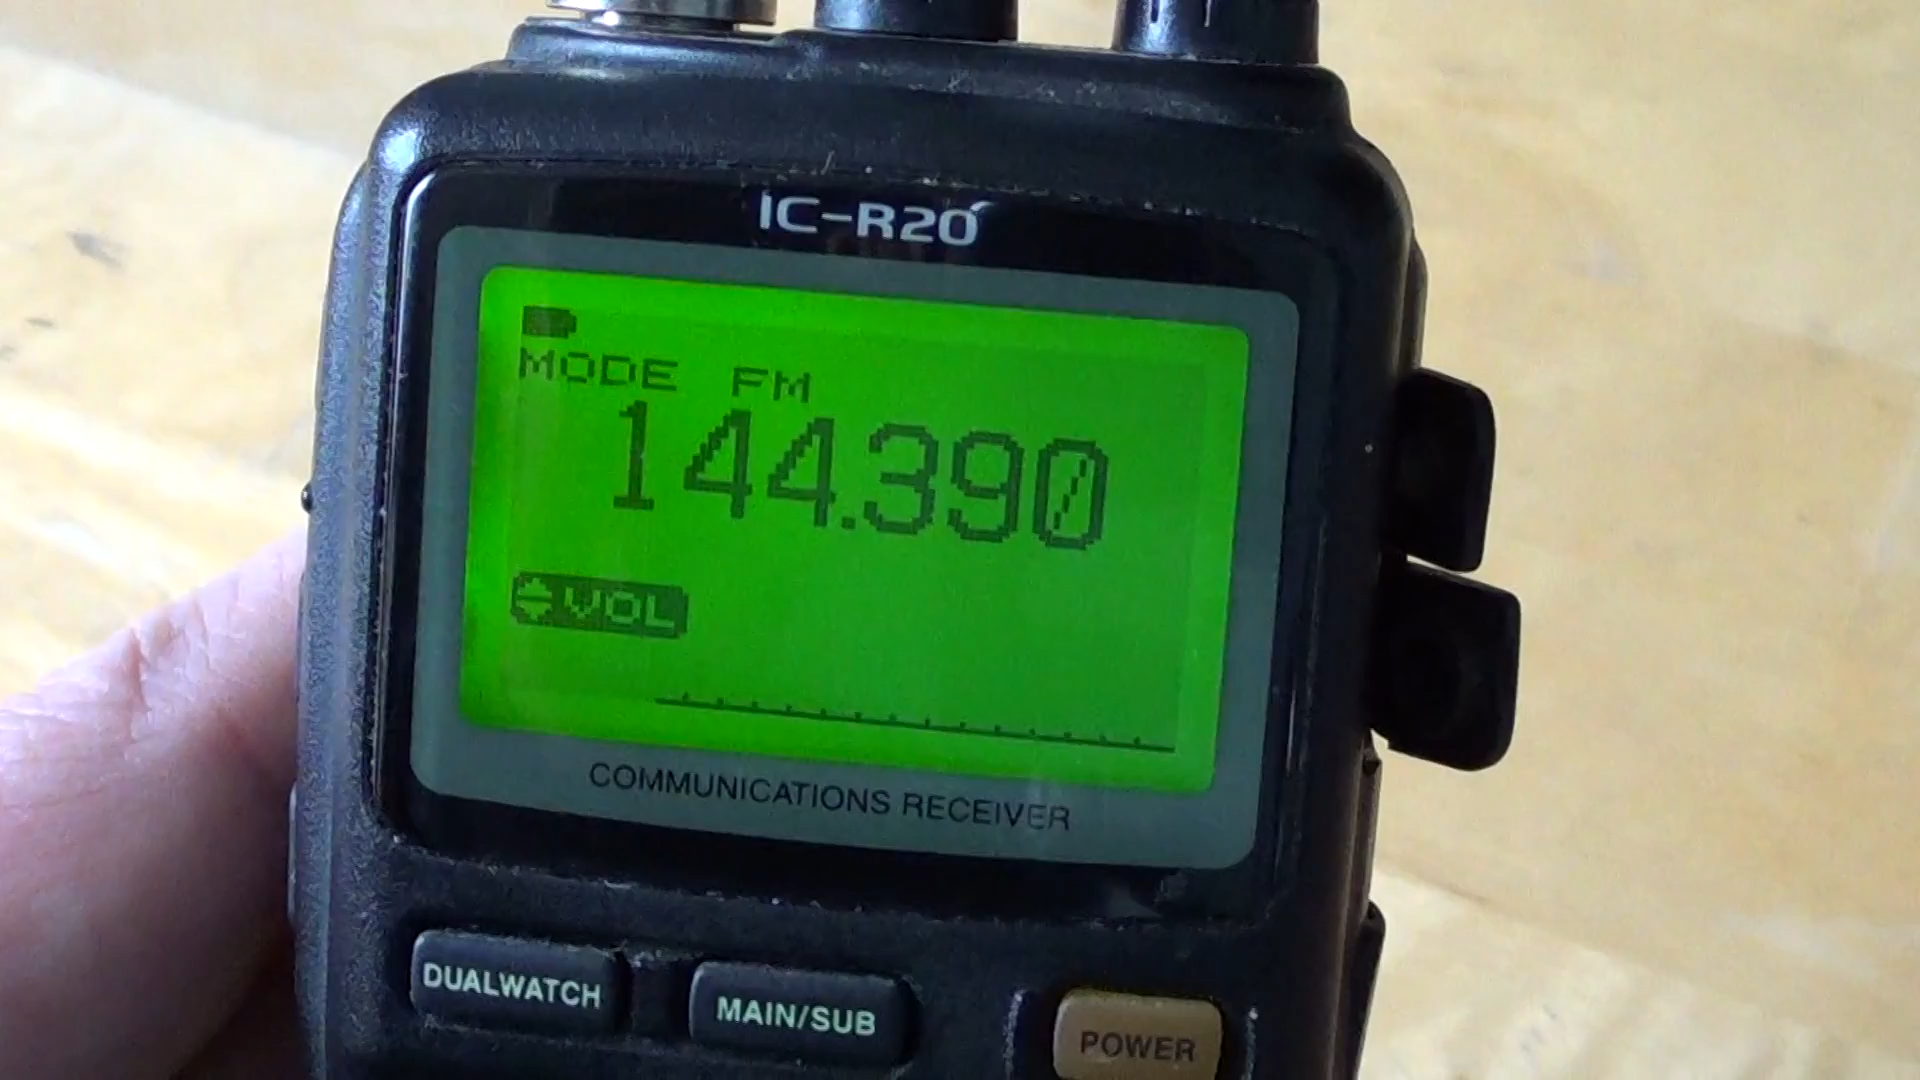 IC-R20
MODE FM
144.390
VOL
COMMUNICATIONS RECEIVER
DUALWATCH
MAIN/SUB
POWER